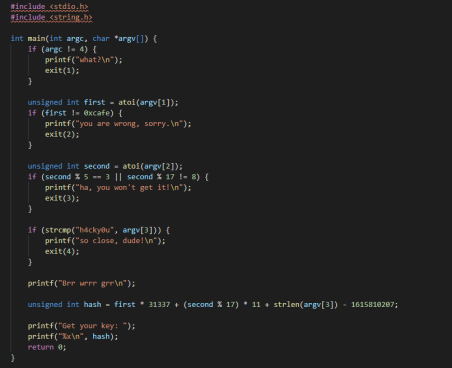 #include <stdio.h>
#include <string.h>
int main(int argc, char *argv[]) {
if (argc != 4) {
printf("what?\n");
exit(1);
}
unsigned int first = atoi(argv[1]);
if (first != 0xcafe) {
printf("you are wrong, sorry.\n");
exit(2);
}
unsigned int second = atoi(argv[2]);
if (second % 5 == 3 || second % 17 != 8) {
printf("ha, you won't get it!\n");
exit(3);
}
if (strcmp("h4cky0u", argv[3])) {
printf("so close, dude!\n");
exit(4);
}
printf("Brr wrrr grr\n");
unsigned int hash = first * 31337 + (second % 17) * 11 + strlen(argv[3]) - 1615810207;
printf("Get your key: ");
printf("%x\n", hash);
return 0;
}